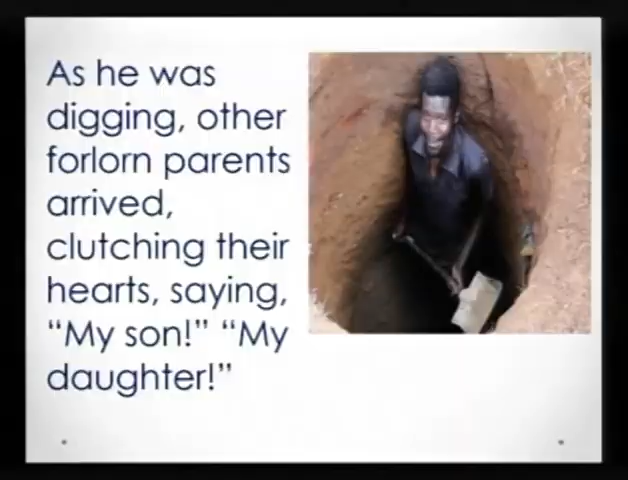 As he was
digging, other
forlorn parents
arrived,
clutching their
hearts, saying,
“My son!” “My
daughter!”